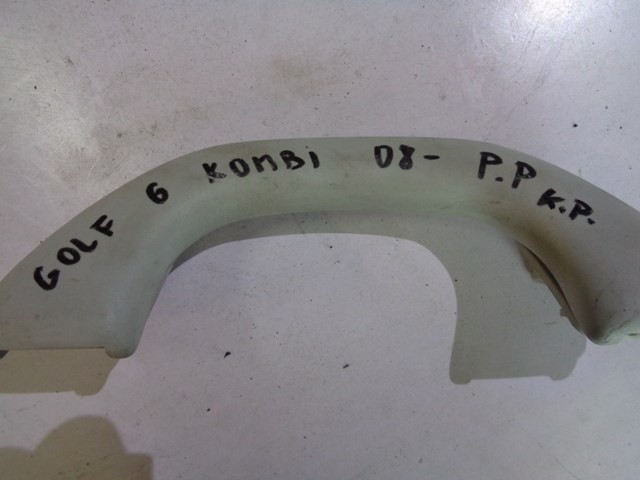 GOLF 6 KOMBI 08- P.P K.P.